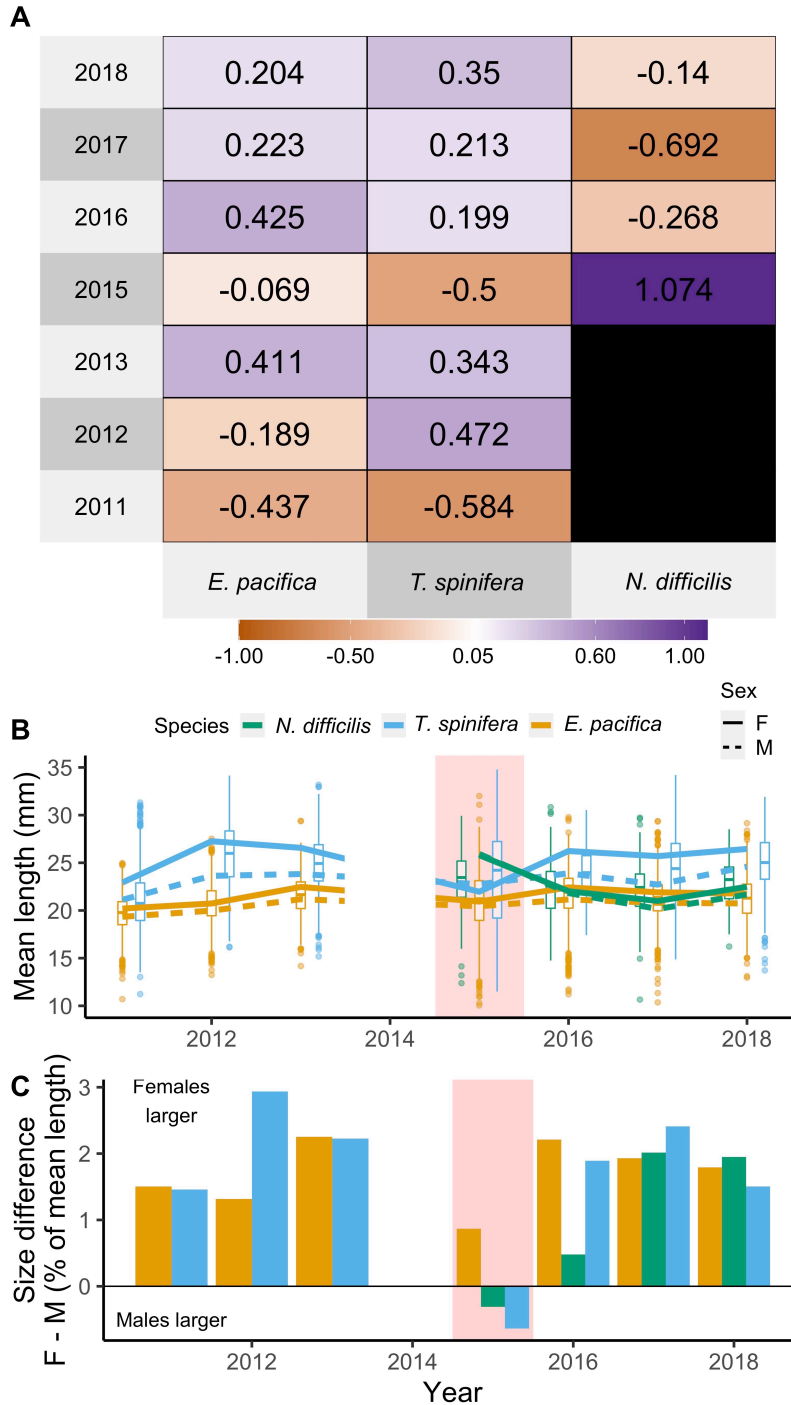 A
2018 0.204 0.35 -0.14
2017 0.223 0.213 -0.692
2016 0.425 0.199 -0.268
2015 -0.069 -0.5 1.074
2013 0.411 0.343
2012 -0.189 0.472
2011 -0.437 -0.584
E. pacifica T. spinifera N. difficilis
-1.00 -0.50 0.05 0.60 1.00
B
Species N. difficilis T. spinifera E. pacifica
Sex
F
M
Mean length (mm)
35
30
25
20
15
10
2012 2014 2016 2018
C
Size difference
F - M (% of mean length)
3
2
1
0
Females
larger
Males larger
2012 2014 2016 2018
Year